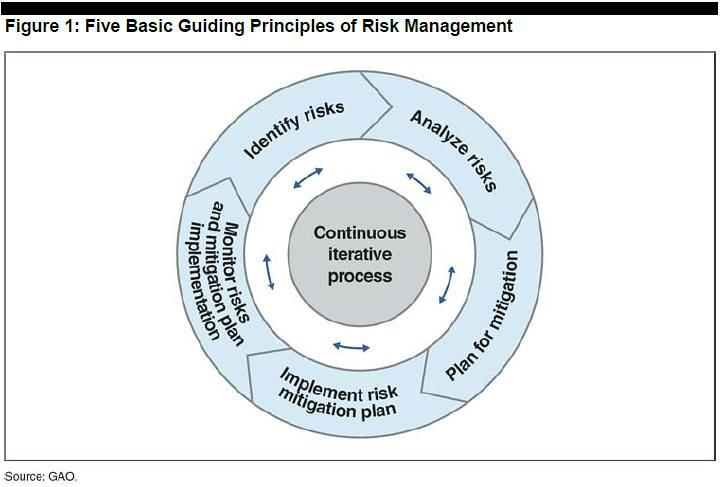 Figure 1: Five Basic Guiding Principles of Risk Management
Identify risks
Analyze risks
Plan for mitigation
Implement risk
mitigation plan
Monitor risks
and mitigation plan
implementation
Continuous
iterative
process
Source: GAO.